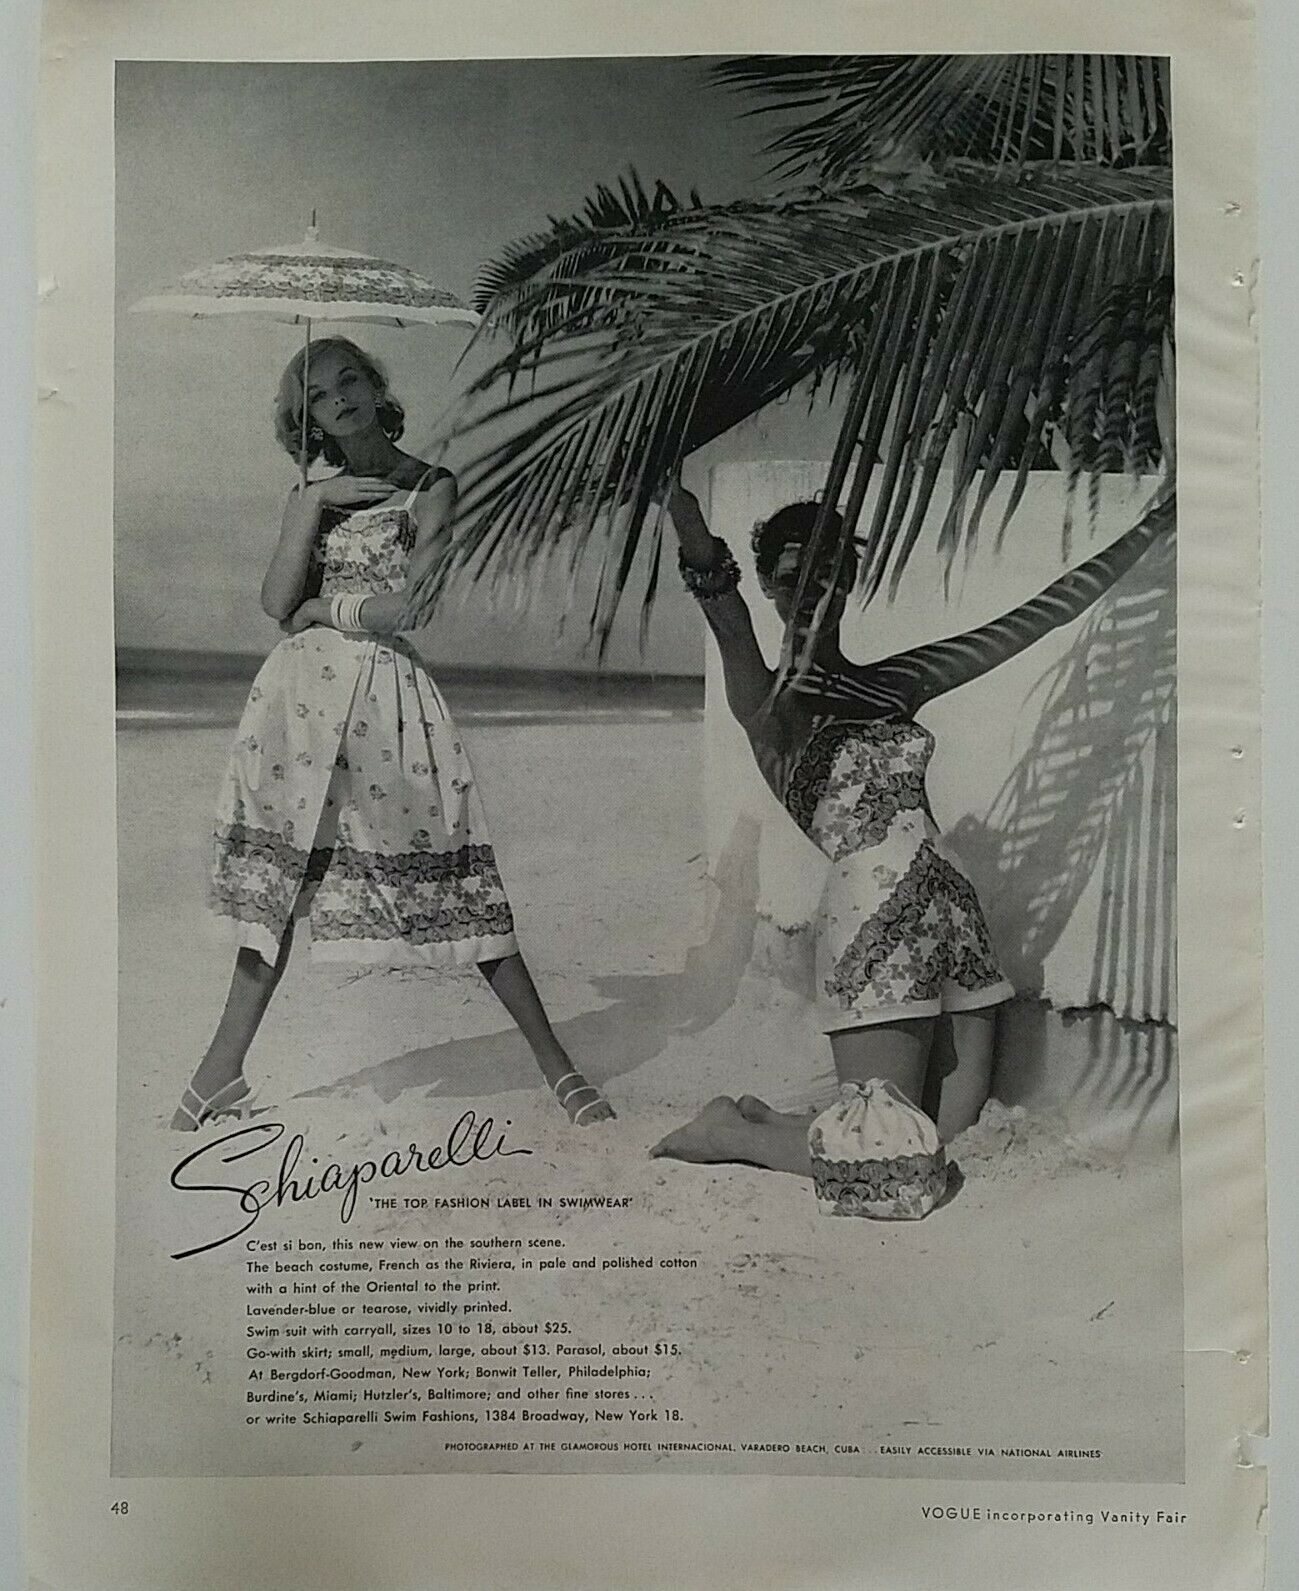 Schiaparelli
'THE TOP FASHION LABEL IN SWIMWEAR'
C'est si bon, this new view on the southern scene.
The beach costume, French as the Riviera, in pale and polished cotton
with a hint of the Oriental to the print.
Lavender-blue or tearose, vividly printed.
Swim suit with carryall, sizes 10 to 18, about $25.
Go-with skirt; small, medium, large, about $13. Parasol, about $15.
At Bergdorf-Goodman, New York; Bonwit Teller, Philadelphia;
Burdine's, Miami; Hutzler's, Baltimore; and other fine stores . . .
or write Schiaparelli Swim Fashions, 1384 Broadway, New York 18.
PHOTOGRAPHED AT THE GLAMOROUS HOTEL INTERNACIONAL, VARADERO BEACH, CUBA . . . EASILY ACCESSIBLE VIA NATIONAL AIRLINES
48
VOGUE incorporating Vanity Fair